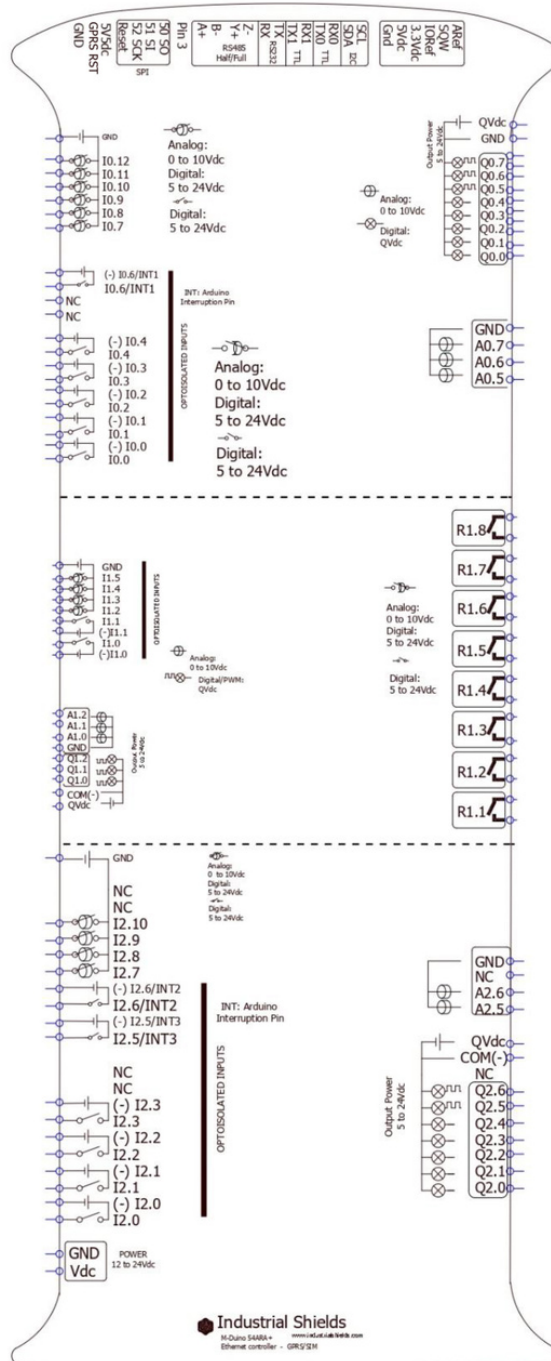 GND
5V5dc
GPRS RST
Reset
52 SCK
51 SI
50 SO
SPI
Pin 3
A+
B-
Y+
Z-
RS485
Half/Full
RX
TX
RS232
TX1
RX1
TTL
TX0
RX0
TTL
SDA
SCL
I2C
Gnd
5Vdc
3.3Vdc
IORef
SQW
ARef
GND
I0.12
I0.11
I0.10
I0.9
I0.8
I0.7
Analog:
0 to 10Vdc
Digital:
5 to 24Vdc
Digital:
5 to 24Vdc
Analog:
0 to 10Vdc
Digital:
QVdc
Output Power
5 to 24Vdc
QVdc
GND
Q0.7
Q0.6
Q0.5
Q0.4
Q0.3
Q0.2
Q0.1
Q0.0
(-) I0.6/INT1
I0.6/INT1
NC
NC
INT: Arduino
Interruption Pin
(-) I0.4
I0.4
(-) I0.3
I0.3
(-) I0.2
I0.2
(-) I0.1
I0.1
(-) I0.0
I0.0
OPTOISOLATED INPUTS
Analog:
0 to 10Vdc
Digital:
5 to 24Vdc
Digital:
5 to 24Vdc
GND
A0.7
A0.6
A0.5
GND
I1.5
I1.4
I1.3
I1.2
I1.1
(-)I1.1
I1.0
(-)I1.0
OPTOISOLATED INPUTS
Analog:
0 to 10Vdc
Digital/PWM:
QVdc
Analog:
0 to 10Vdc
Digital:
5 to 24Vdc
Digital:
5 to 24Vdc
R1.8
R1.7
R1.6
R1.5
R1.4
R1.3
R1.2
R1.1
A1.2
A1.1
A1.0
GND
Q1.2
Q1.1
Q1.0
COM(-)
QVdc
Output Power
5 to 24Vdc
GND
NC
NC
I2.10
I2.9
I2.8
I2.7
(-) I2.6/INT2
I2.6/INT2
(-) I2.5/INT3
I2.5/INT3
NC
NC
(-) I2.3
I2.3
(-) I2.2
I2.2
(-) I2.1
I2.1
(-) I2.0
I2.0
Analog:
0 to 10Vdc
Digital:
5 to 24Vdc
Digital:
5 to 24Vdc
INT: Arduino
Interruption Pin
OPTOISOLATED INPUTS
GND
NC
A2.6
A2.5
QVdc
COM(-)
NC
Q2.6
Q2.5
Q2.4
Q2.3
Q2.2
Q2.1
Q2.0
Output Power
5 to 24Vdc
GND
Vdc
POWER
12 to 24Vdc
Industrial Shields
M-Duino 54ARA+ www.industrialshields.com
Ethernet controller - GPRS/SIM